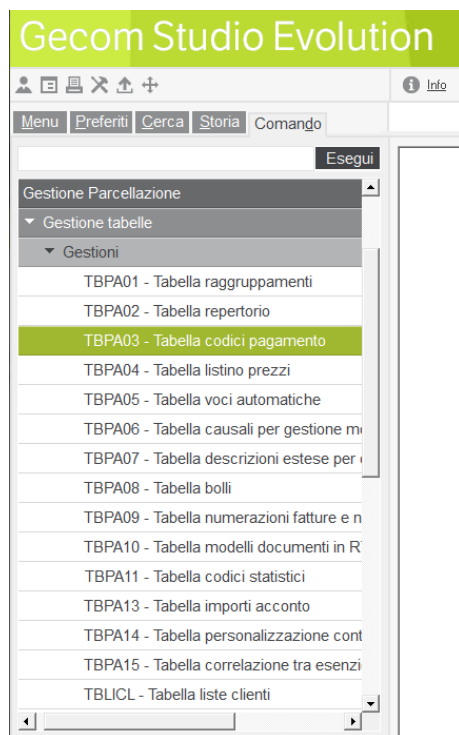 Gecom Studio Evolution
Info
Menu Preferiti Cerca Storia Comando
Esegui
Gestione Parcellazione
Gestione tabelle
Gestioni
TBPA01 - Tabella raggruppamenti
TBPA02 - Tabella repertorio
TBPA03 - Tabella codici pagamento
TBPA04 - Tabella listino prezzi
TBPA05 - Tabella voci automatiche
TBPA06 - Tabella causali per gestione m
TBPA07 - Tabella descrizioni estese per
TBPA08 - Tabella bolli
TBPA09 - Tabella numerazioni fatture e n
TBPA10 - Tabella modelli documenti in R
TBPA11 - Tabella codici statistici
TBPA13 - Tabella importi acconto
TBPA14 - Tabella personalizzazione cont
TBPA15 - Tabella correlazione tra esenzi
TBLICL - Tabella liste clienti